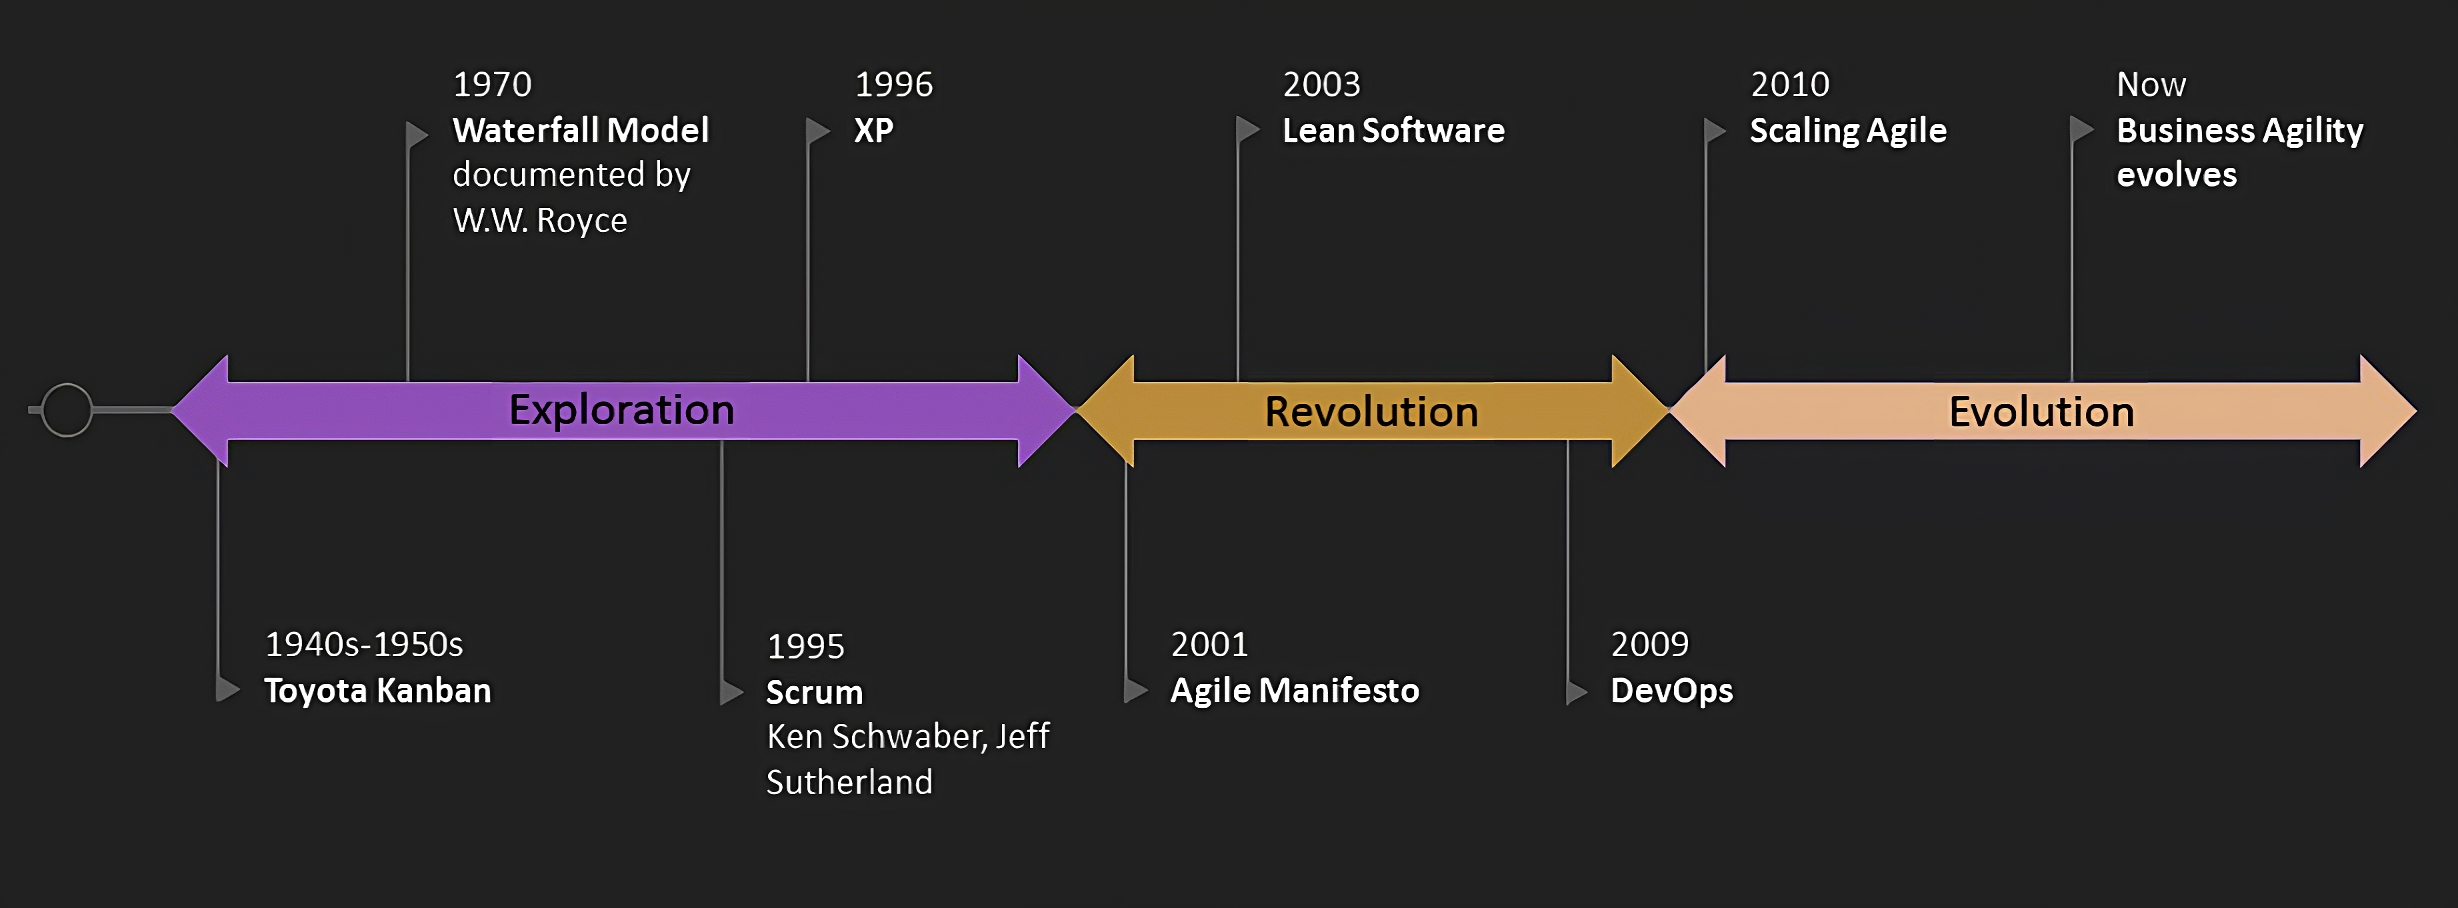 1970
Waterfall Model
documented by
W.W. Royce
1996
XP
2003
Lean Software
2010
Scaling Agile
Now
Business Agility
evolves
Exploration
Revolution
Evolution
1940s-1950s
Toyota Kanban
1995
Scrum
Ken Schwaber, Jeff
Sutherland
2001
Agile Manifesto
2009
DevOps